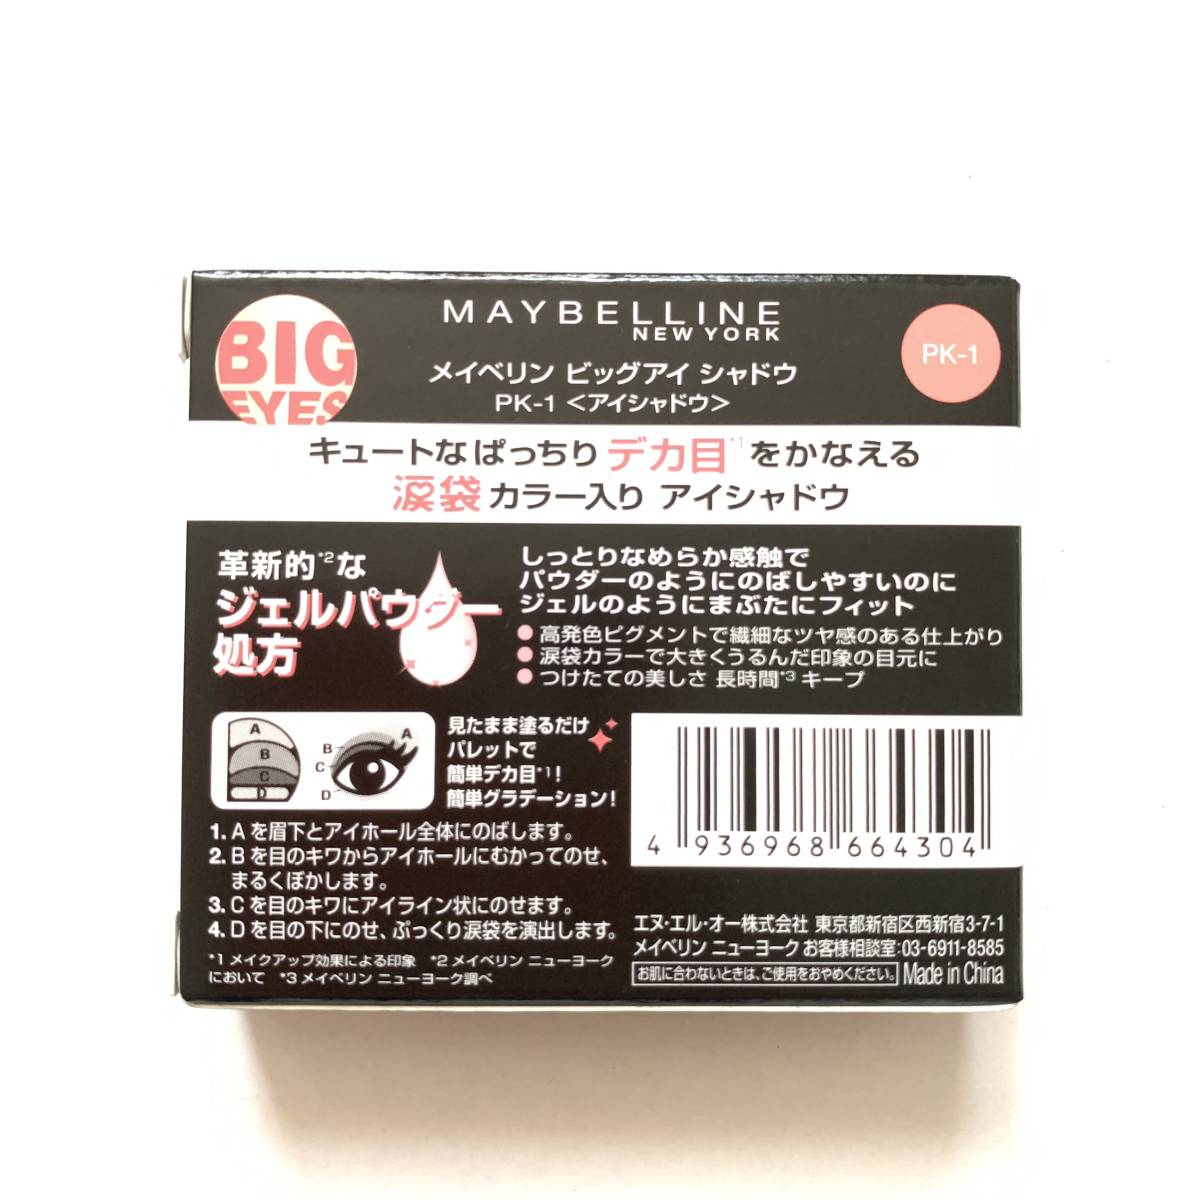 BIG
EYES
MAYBELLINE
NEW YORK
メイベリン ビッグアイ シャドウ
PK-1 <アイシャドウ>
PK-1
キュートなぱっちり デカ目*1 をかなえる
涙袋 カラー入り アイシャドウ
革新的*2な
ジェルパウダー
処方
しっとりなめらか感触で
パウダーのようにのばしやすいのに
ジェルのようにまぶたにフィット
● 高発色ピグメントで繊細なツヤ感のある仕上がり
● 涙袋カラーで大きくうるんだ印象の目元に
● つけたての美しさ 長時間*3 キープ
A
B
C
D
A
B
C
D
見たまま塗るだけ
パレットで
簡単デカ目*1!
簡単グラデーション!
1. A を眉下とアイホール全体にのばします。
2. B を目のキワからアイホールにむかってのせ、
まるくぼかします。
3. C を目のキワにアイライン状にのせます。
4. D を目の下にのせ、ぷっくり涙袋を演出します。
*1 メイクアップ効果による印象 *2 メイベリン ニューヨーク
において *3 メイベリン ニューヨーク調べ
4 936968 664304
エヌ・エル・オー株式会社 東京都新宿区西新宿3-7-1
メイベリン ニューヨーク お客様相談室:03-6911-8585
お肌に合わないときは、ご使用をおやめください。 Made in China